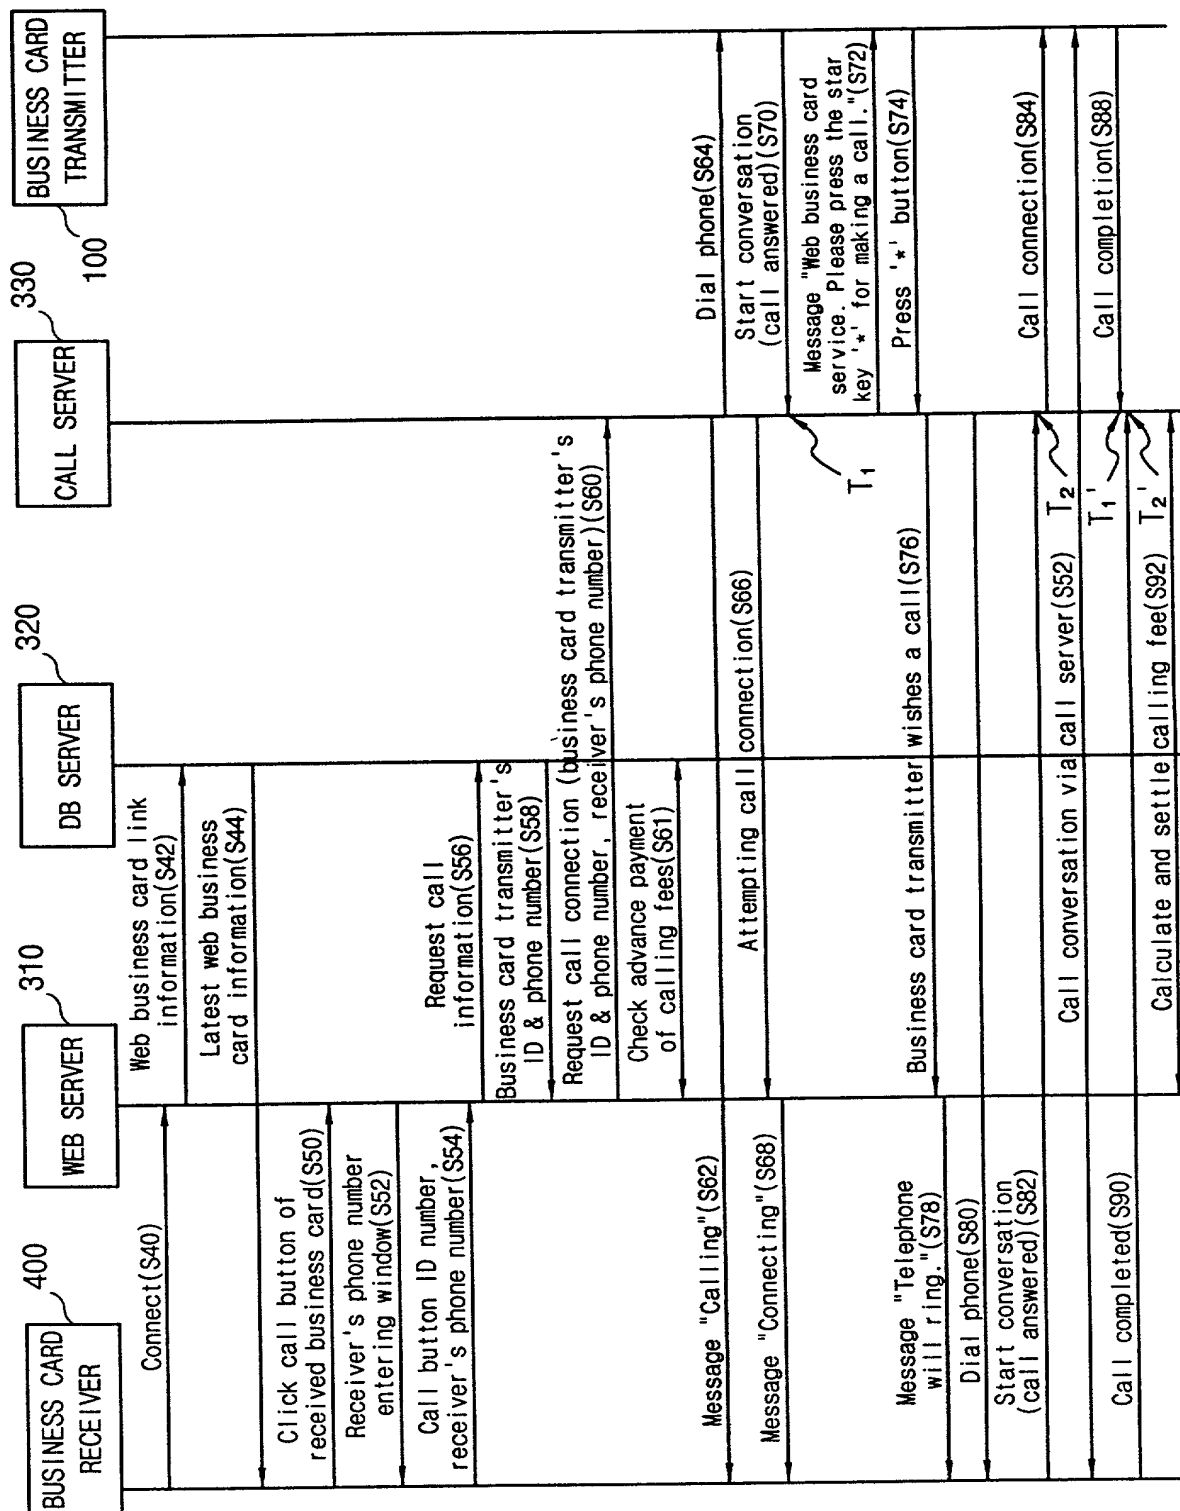 BUSINESS CARD
RECEIVER
400
WEB SERVER
310
DB SERVER
320
CALL SERVER
330
BUSINESS CARD
TRANSMITTER
100
Connect(S40)
Web business card link
information(S42)
Latest web business
card information(S44)
Click call button of
received business card(S50)
Receiver's phone number
entering window(S52)
Call button ID number,
receiver's phone number(S54)
Request call
information(S56)
Business card transmitter's
ID & phone number(S58)
Request call connection (business card transmitter's
ID & phone number, receiver's phone number)(S60)
Check advance payment
of calling fees(S61)
Message "Calling"(S62)
Dial phone(S64)
Attempting call connection(S66)
Message "Connecting"(S68)
Start conversation
(call answered)(S70)
T1
Message "Web business card
service. Please press the star
key '*' for making a call."(S72)
Press '*' button(S74)
Business card transmitter wishes a call(S76)
Message "Telephone
will ring."(S78)
Dial phone(S80)
Start conversation
(call answered)(S82)
Call connection(S84)
T2
Call conversation via call server(S52)
Call completion(S88)
T1'
Call completed(S90)
T2'
Calculate and settle calling fee(S92)